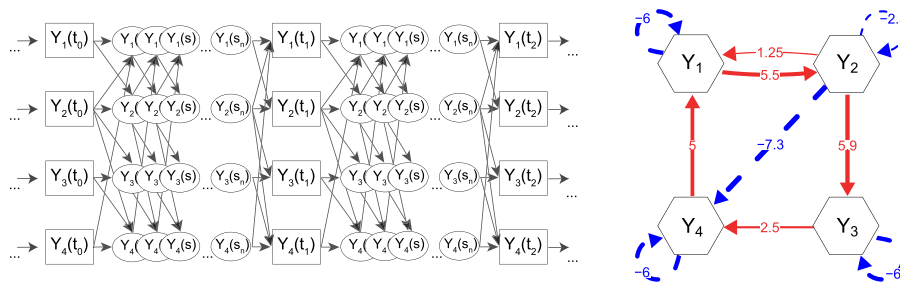 ... Y1(t0) Y1( Y1( Y1(s) ... Y1(sn) Y1(t1) Y1( Y1( Y1(s) ... Y1(sn) Y1(t2) ...
... Y2(t0) Y2( Y2( Y2(s) ... Y2(sn) Y2(t1) Y2( Y2( Y2(s) ... Y2(sn) Y2(t2) ...
... Y3(t0) Y3( Y3( Y3(s) ... Y3(sn) Y3(t1) Y3( Y3( Y3(s) ... Y3(sn) Y3(t2) ...
... Y4(t0) Y4( Y4( Y4(s) ... Y4(sn) Y4(t1) Y4( Y4( Y4(s) ... Y4(sn) Y4(t2) ...
−6 −2.
Y1 1.25 Y2
5.5
−7.3
5 5.9
Y4 2.5 Y3
−6 −6